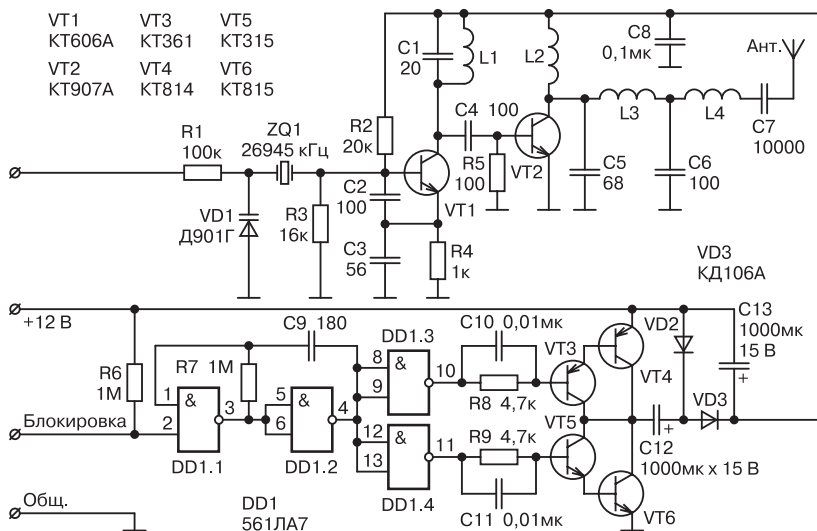 VT1 VT3 VT5
КТ606А КТ361 КТ315
VT2 VT4 VT6
КТ907А КТ814 КТ815
C1
20
L1
L2
C8
0,1мк
Ант.
R1
100к
ZQ1
26945 кГц
R2
20к
C4 100
L3
L4
C7
10000
R5
100
VT2
C5
68
C6
100
VD1
Д901Г
R3
16к
C2
100
VT1
C3
56
R4
1к
VD3
КД106А
+12 В
C9 180
DD1.3
C10 0,01мк
VT3
VD2
C13
1000мк
15 В
+
R6
1М
R7
1М
8
&
9
10
VT4
1
&
2
3
5
&
6
4
R8 4,7к
VT5
R9 4,7к
VD3
Блокировка
12
&
13
11
C12
+
1000мк х 15 В
DD1.1
DD1.2
DD1.4
C11 0,01мк
VT6
Общ.
DD1
561ЛА7